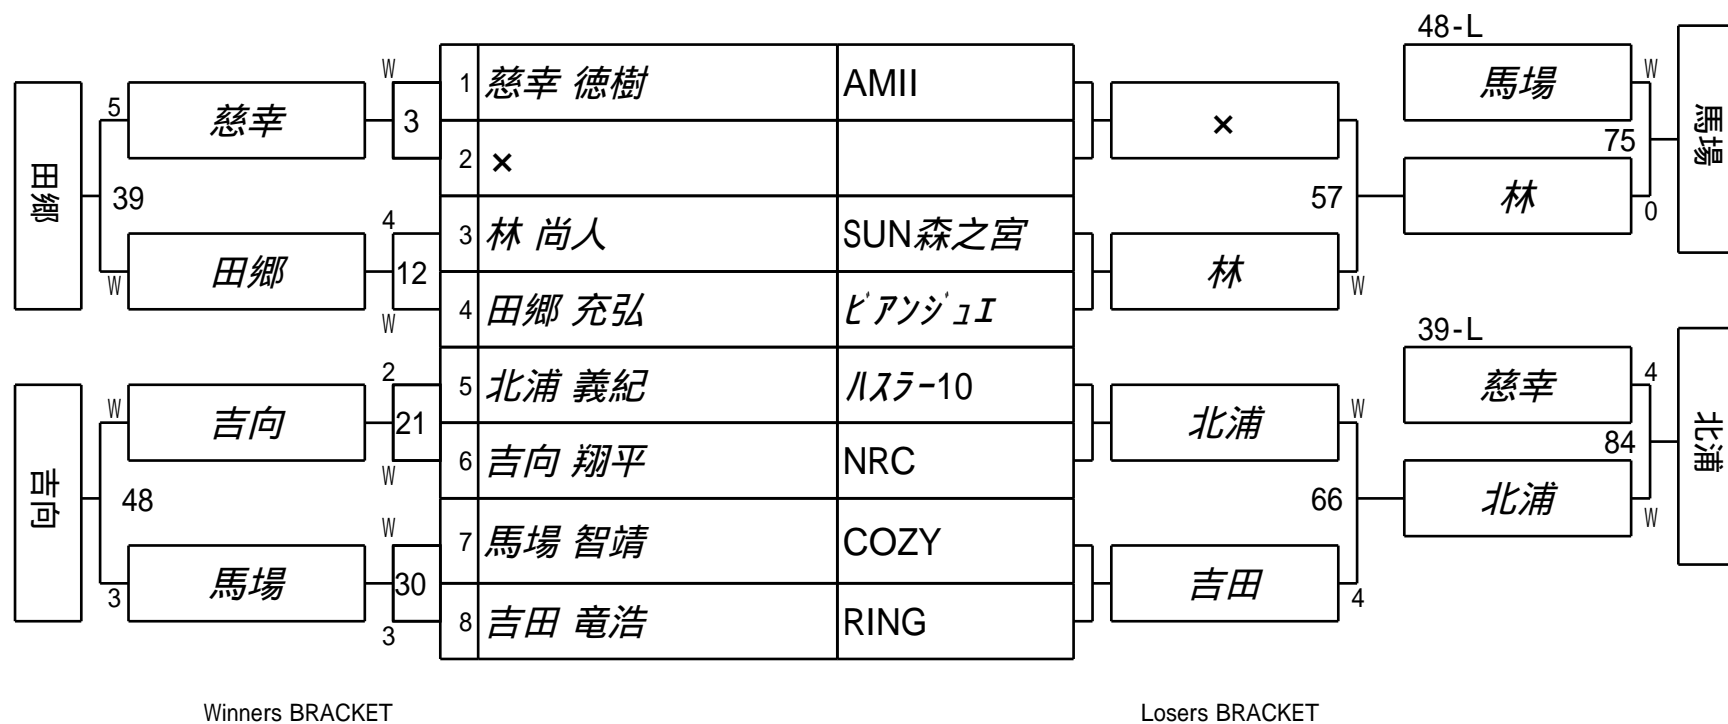 48-L
W 1 慈幸 徳樹 AMII 馬場 W
5 慈幸 3 × 75 馬場
田郷 39 2 × 57 林 0
4 3 林 尚人 SUN森之宮
W 田郷 12 林 W
W 4 田郷 充弘 ビアンジュエ
39-L
2 5 北浦 義紀 ハスラー10 慈幸 4
W 吉向 21 北浦 W 84 北浦
W 6 吉向 翔平 NRC
吉向 48 66 北浦 W
W 7 馬場 智靖 COZY
3 馬場 30 吉田 4
3 8 吉田 竜浩 RING
Winners BRACKET Losers BRACKET